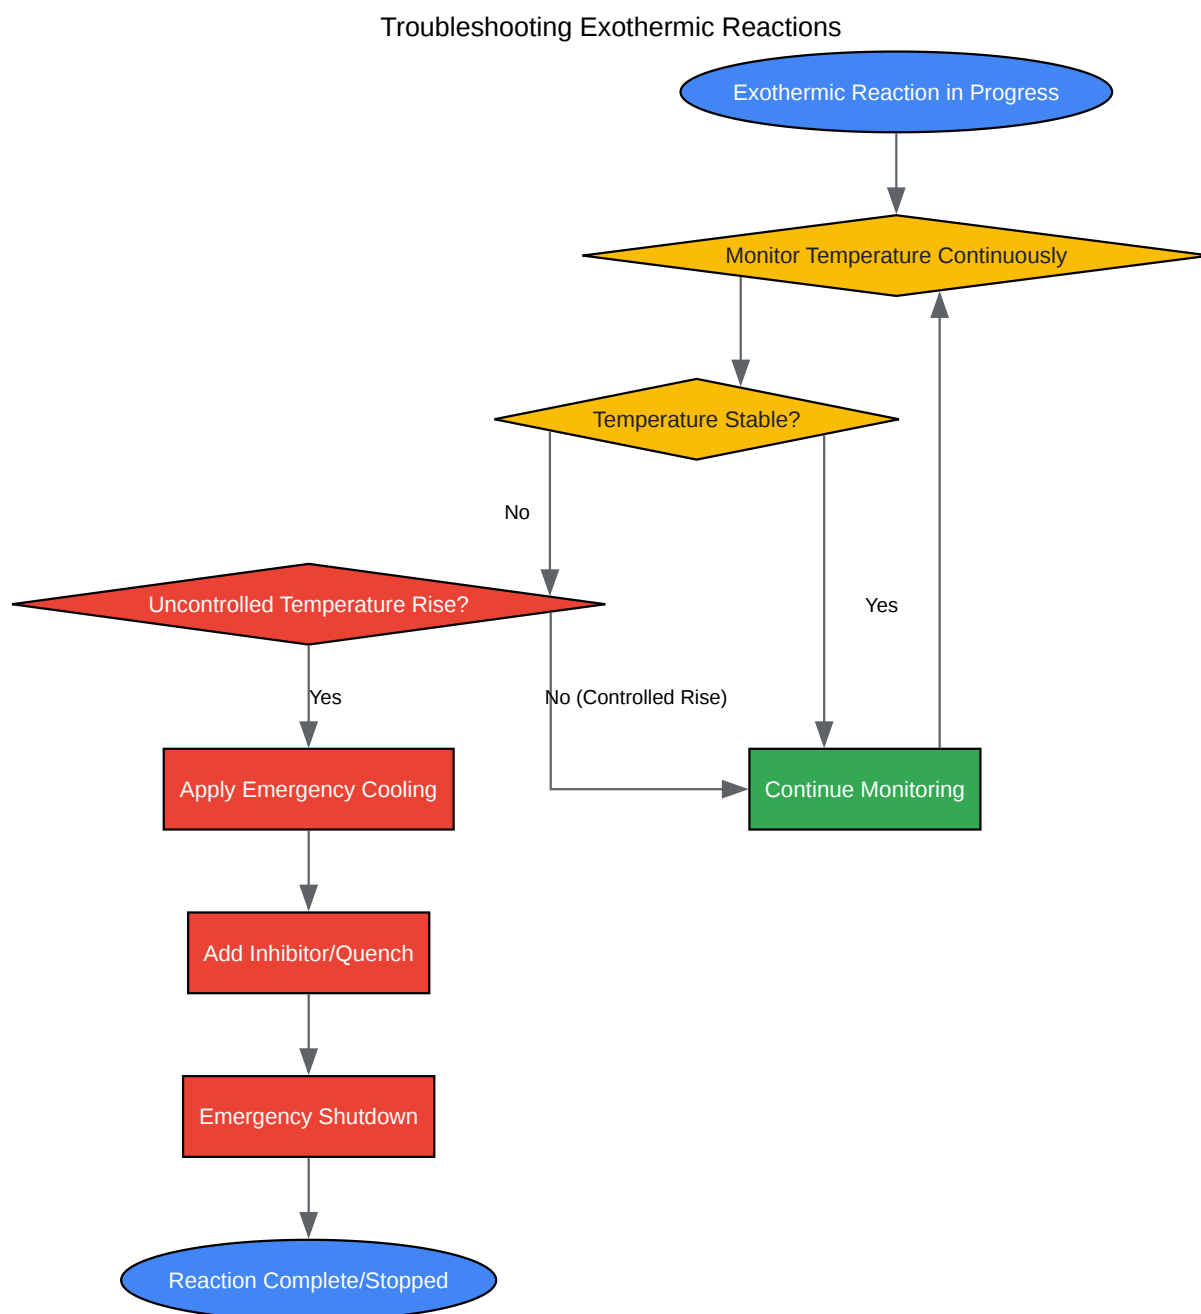 Troubleshooting Exothermic Reactions
Exothermic Reaction in Progress
Monitor Temperature Continuously
Temperature Stable?
No
Uncontrolled Temperature Rise?
Yes
Yes
No (Controlled Rise)
Apply Emergency Cooling
Continue Monitoring
Add Inhibitor/Quench
Emergency Shutdown
Reaction Complete/Stopped